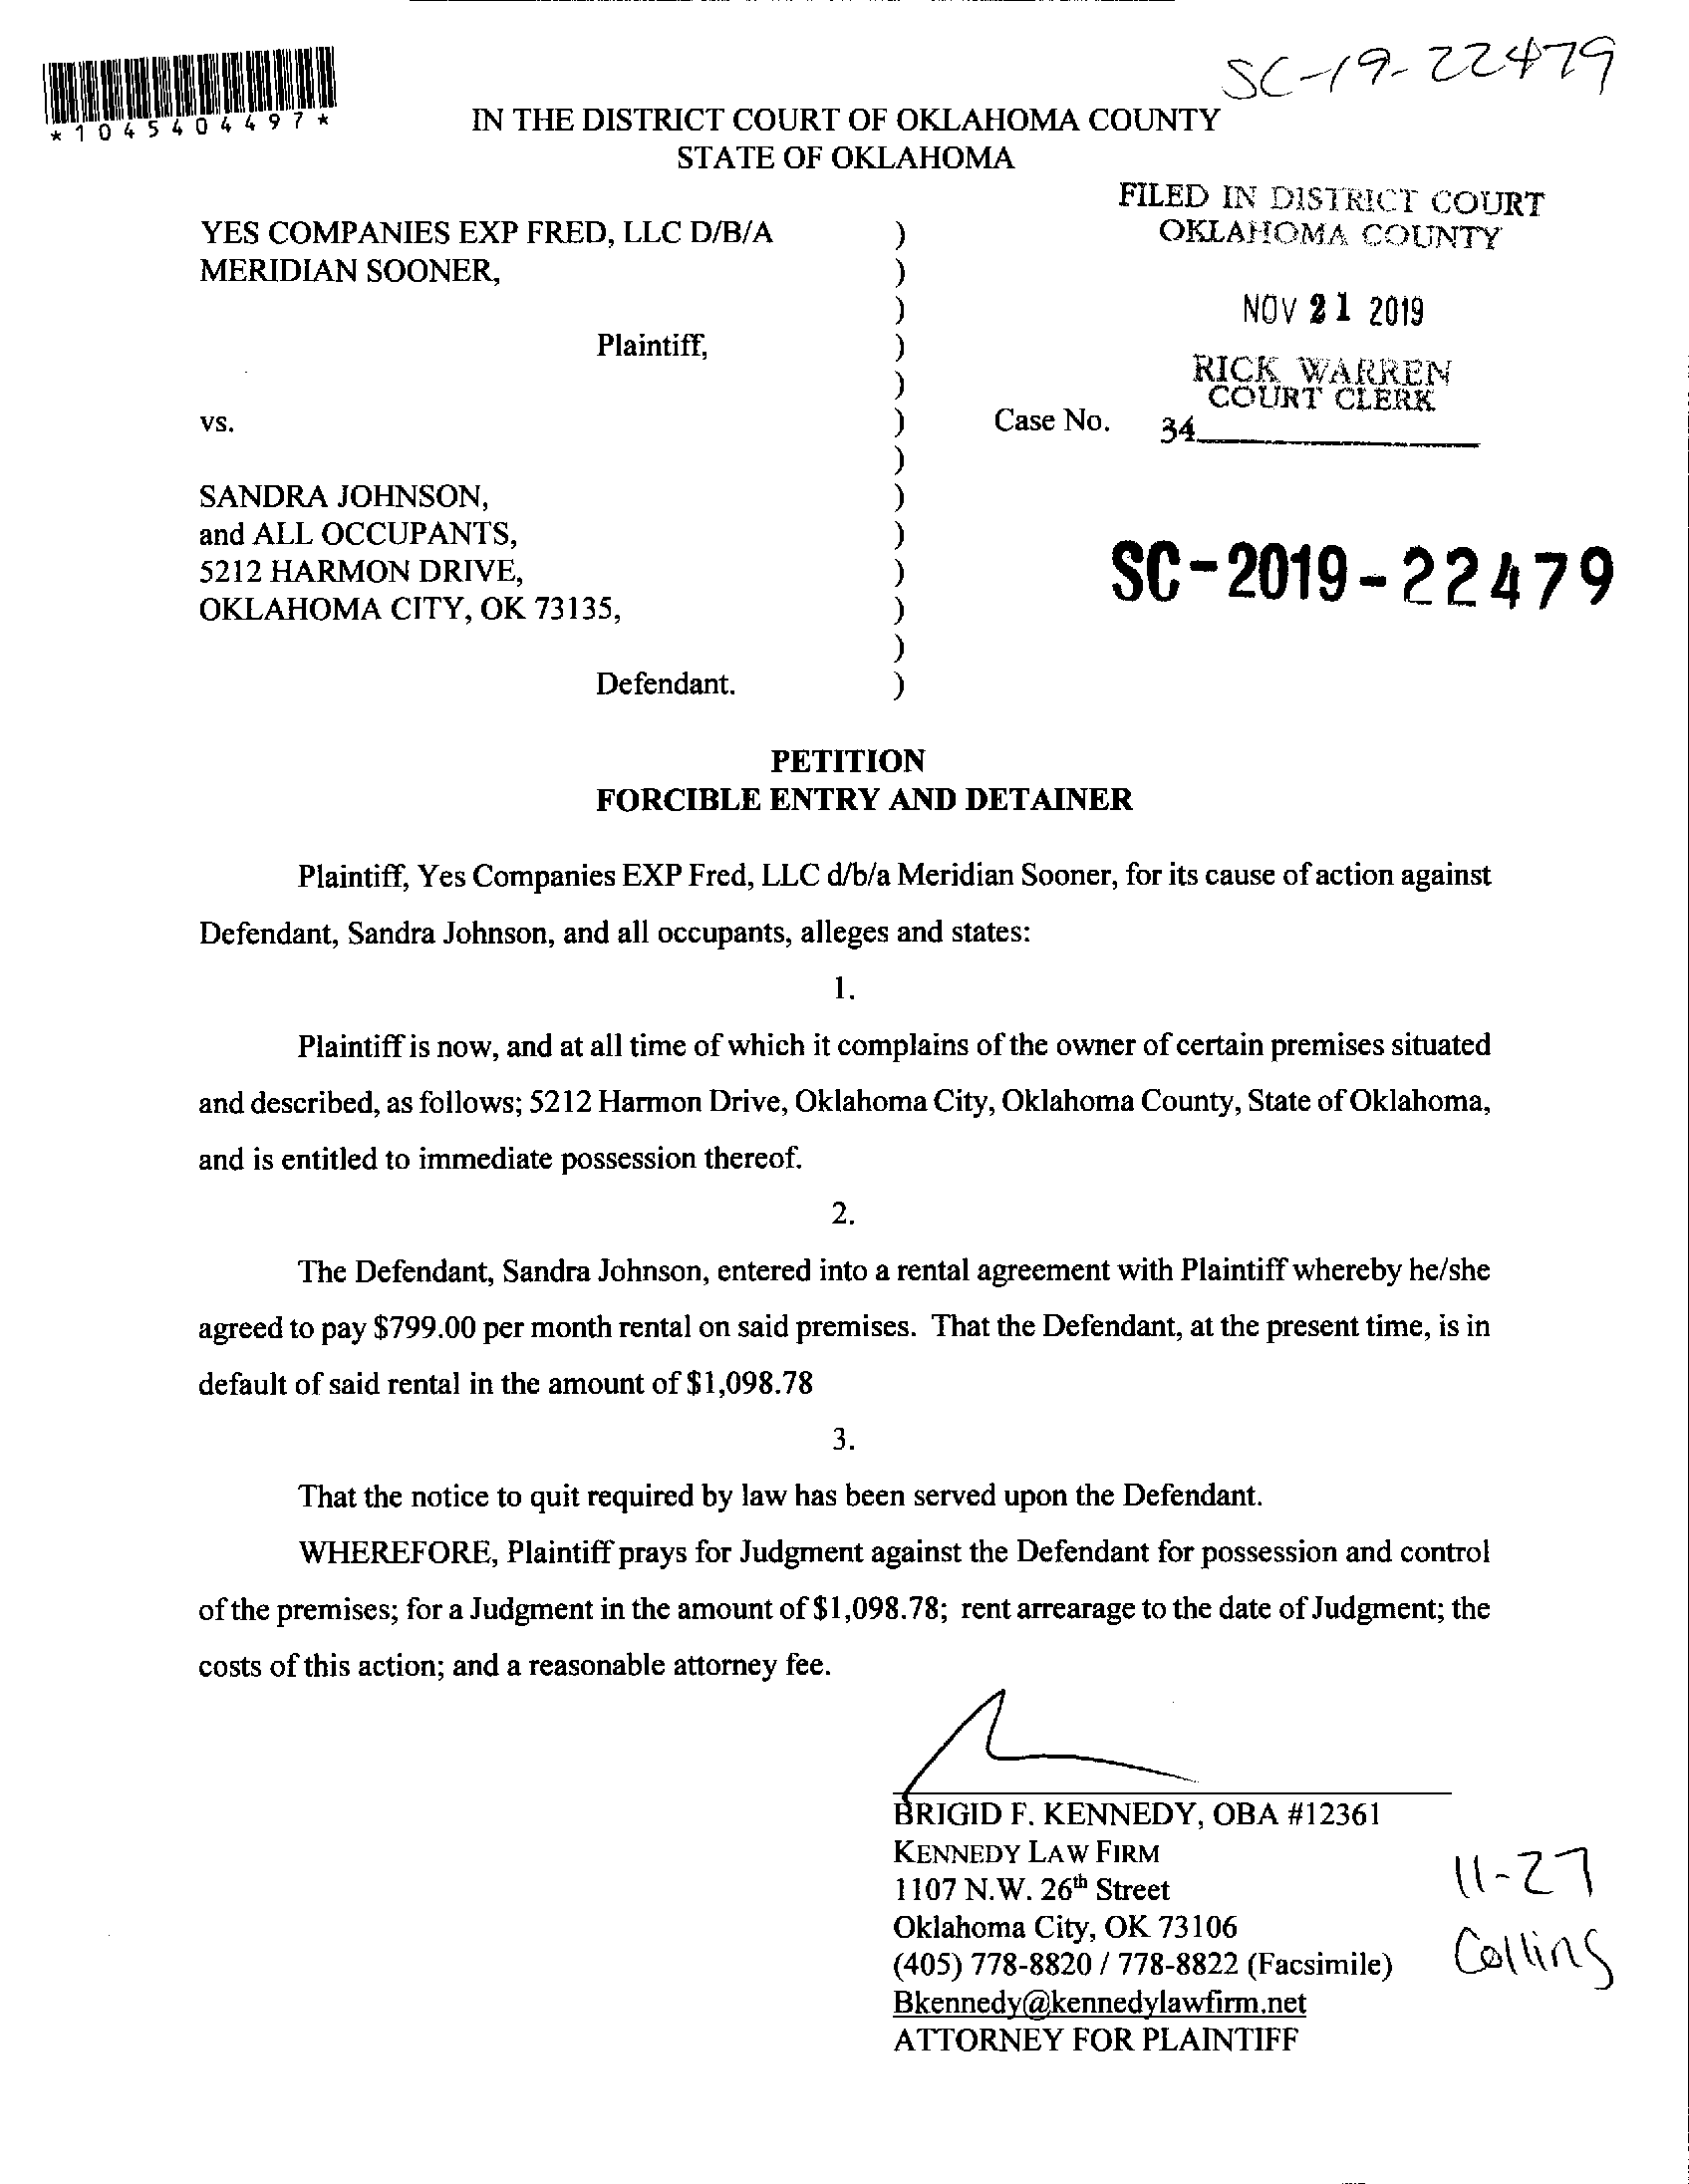 SC-19-22479
*1045404497*
IN THE DISTRICT COURT OF OKLAHOMA COUNTY
STATE OF OKLAHOMA
FILED IN DISTRICT COURT
OKLAHOMA COUNTY
YES COMPANIES EXP FRED, LLC D/B/A )
MERIDIAN SOONER, )
)
NOV 21 2019
Plaintiff, )
RICK WARREN
COURT CLERK
)
vs. ) Case No. 34
)
SANDRA JOHNSON, )
and ALL OCCUPANTS, )
5212 HARMON DRIVE, )
SC-2019-22479
OKLAHOMA CITY, OK 73135, )
)
Defendant. )
PETITION
FORCIBLE ENTRY AND DETAINER
Plaintiff, Yes Companies EXP Fred, LLC d/b/a Meridian Sooner, for its cause of action against
Defendant, Sandra Johnson, and all occupants, alleges and states:
1.
Plaintiff is now, and at all time of which it complains of the owner of certain premises situated
and described, as follows; 5212 Harmon Drive, Oklahoma City, Oklahoma County, State of Oklahoma,
and is entitled to immediate possession thereof.
2.
The Defendant, Sandra Johnson, entered into a rental agreement with Plaintiff whereby he/she
agreed to pay $799.00 per month rental on said premises. That the Defendant, at the present time, is in
default of said rental in the amount of $1,098.78
3.
That the notice to quit required by law has been served upon the Defendant.
WHEREFORE, Plaintiff prays for Judgment against the Defendant for possession and control
of the premises; for a Judgment in the amount of $1,098.78; rent arrearage to the date of Judgment; the
costs of this action; and a reasonable attorney fee.
BRIGID F. KENNEDY, OBA #12361
KENNEDY LAW FIRM
1107 N.W. 26th Street
Oklahoma City, OK 73106
(405) 778-8820 / 778-8822 (Facsimile)
Bkennedy@kennedylawfirm.net
ATTORNEY FOR PLAINTIFF
11-27
Collins